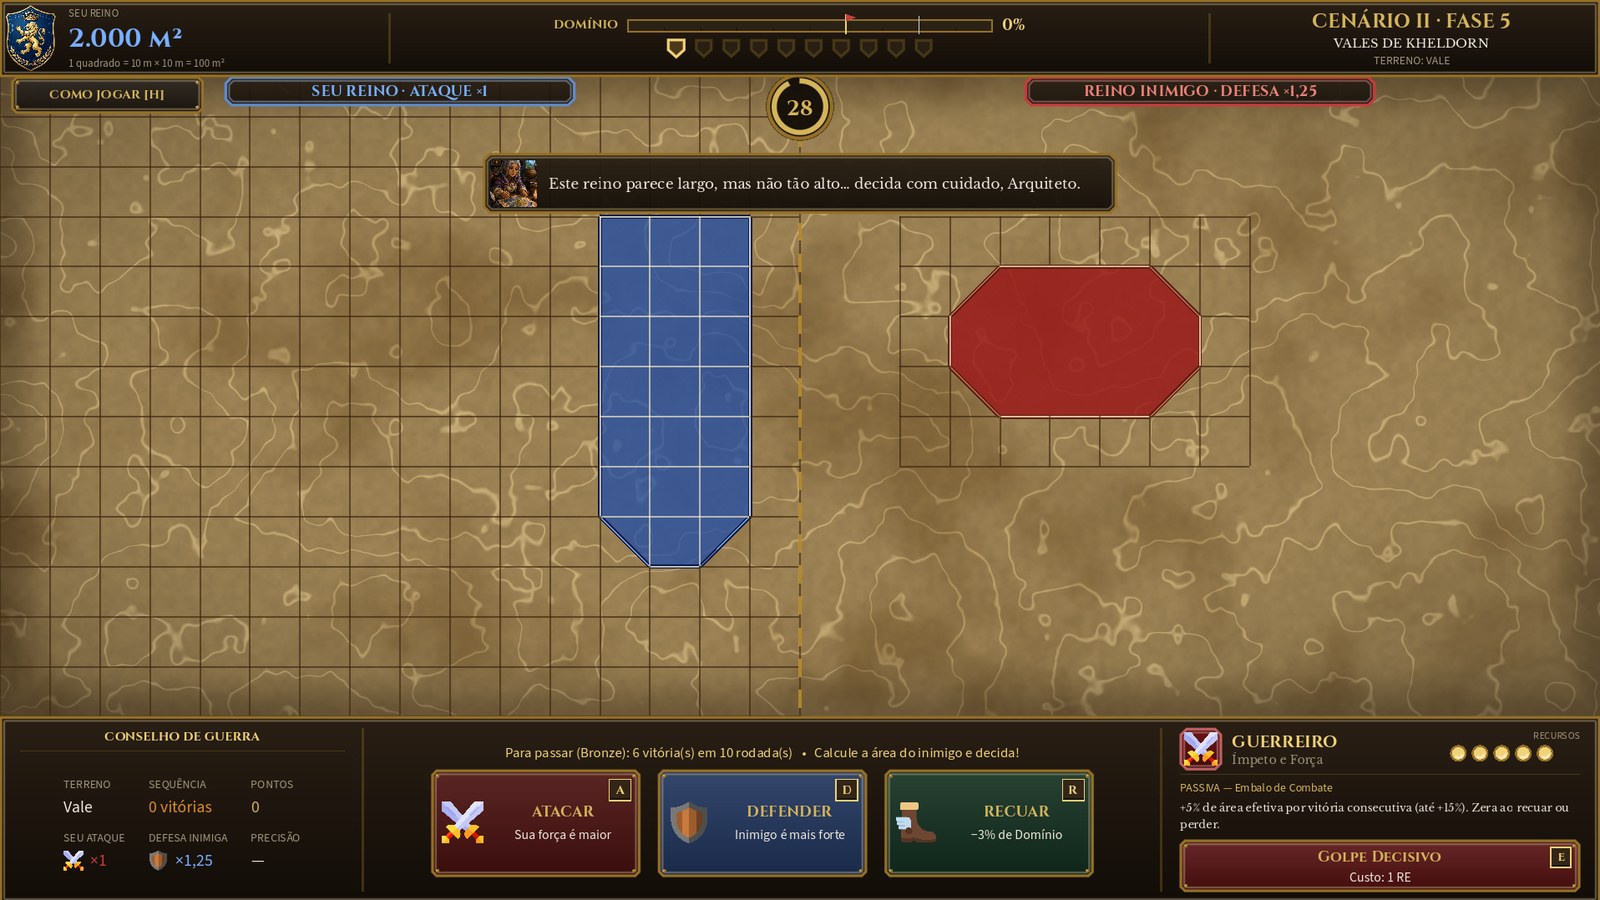 SEU REINO
2.000 M²
1 quadrado = 10 m × 10 m = 100 m²
DOMÍNIO
0%
CENÁRIO II · FASE 5
VALES DE KHELDORN
TERRENO: VALE
COMO JOGAR [H]
SEU REINO · ATAQUE ×1
28
REINO INIMIGO · DEFESA ×1,25
Este reino parece largo, mas não tão alto... decida com cuidado, Arquiteto.
CONSELHO DE GUERRA
TERRENO
SEQUÊNCIA
PONTOS
Vale
0 vitórias
0
SEU ATAQUE
DEFESA INIMIGA
PRECISÃO
×1
×1,25
—
Para passar (Bronze): 6 vitória(s) em 10 rodada(s) • Calcule a área do inimigo e decida!
A
ATACAR
Sua força é maior
D
DEFENDER
Inimigo é mais forte
R
RECUAR
−3% de Domínio
GUERREIRO
Ímpeto e Força
RECURSOS
PASSIVA — Embalo de Combate
+5% de área efetiva por vitória consecutiva (até +15%). Zera ao recuar ou
perder.
GOLPE DECISIVO
E
Custo: 1 RE